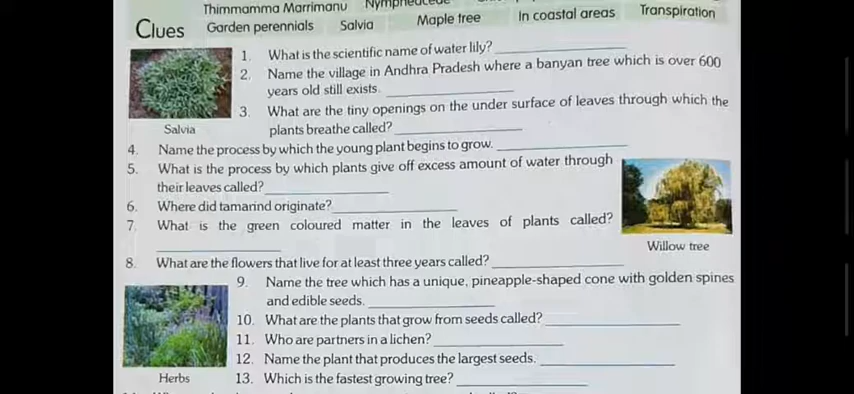 Thimmamma Marrimanu Nympheaceae
Clues Garden perennials Salvia Maple tree In coastal areas Transpiration
1. What is the scientific name of water lily?
2. Name the village in Andhra Pradesh where a banyan tree which is over 600
years old still exists.
3. What are the tiny openings on the under surface of leaves through which the
plants breathe called?
Salvia
4. Name the process by which the young plant begins to grow.
5. What is the process by which plants give off excess amount of water through
their leaves called?
6. Where did tamarind originate?
7. What is the green coloured matter in the leaves of plants called?
Willow tree
8. What are the flowers that live for at least three years called?
9. Name the tree which has a unique, pineapple-shaped cone with golden spines
and edible seeds.
10. What are the plants that grow from seeds called?
11. Who are partners in a lichen?
12. Name the plant that produces the largest seeds.
Herbs
13. Which is the fastest growing tree?